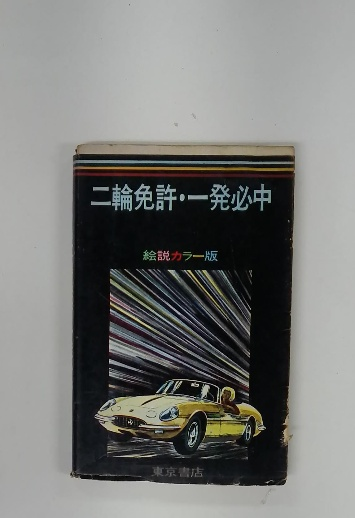 二輪免許・一発必中
絵説カラー版
東京書店